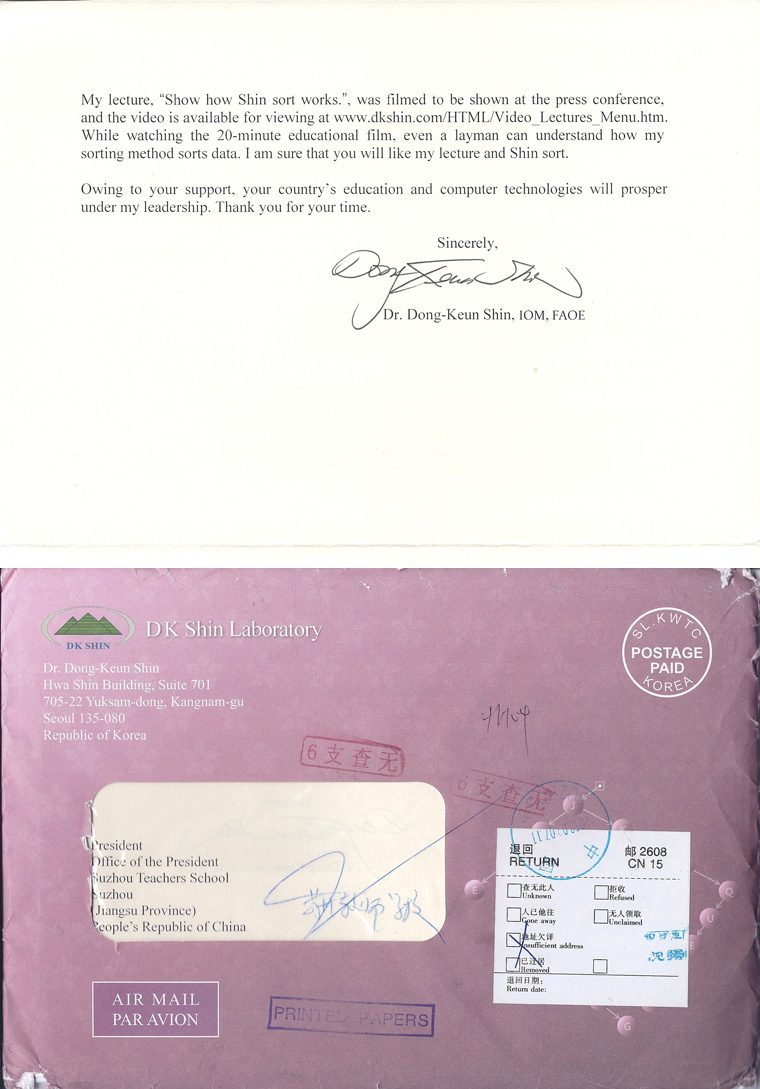 My lecture, “Show how Shin sort works.”, was filmed to be shown at the press conference,
and the video is available for viewing at www.dkshin.com/HTML/Video_Lectures_Menu.htm.
While watching the 20-minute educational film, even a layman can understand how my
sorting method sorts data. I am sure that you will like my lecture and Shin sort.
Owing to your support, your country’s education and computer technologies will prosper
under my leadership. Thank you for your time.
Sincerely,
Dong-Keun Shin
Dr. Dong-Keun Shin, IOM, FAOE
DK SHIN
DK Shin Laboratory
Dr. Dong-Keun Shin
Hwa Shin Building, Suite 701
705-22 Yuksam-dong, Kangnam-gu
Seoul 135-080
Republic of Korea
SL.KWTC
POSTAGE
PAID
KOREA
6支查无
6支查无
President
Office of the President
Suzhou Teachers School
Suzhou
(Jiangsu Province)
People’s Republic of China
退回
RETURN
邮 2608
CN 15
查无此人
Unknown
拒收
Refused
人已他往
Gone away
无人领取
Unclaimed
地址欠详
Insufficient address
已迁居
Removed
退回日期：
Return date:
E
Q
U
E
G
AIR MAIL
PAR AVION
PRINTED PAPERS